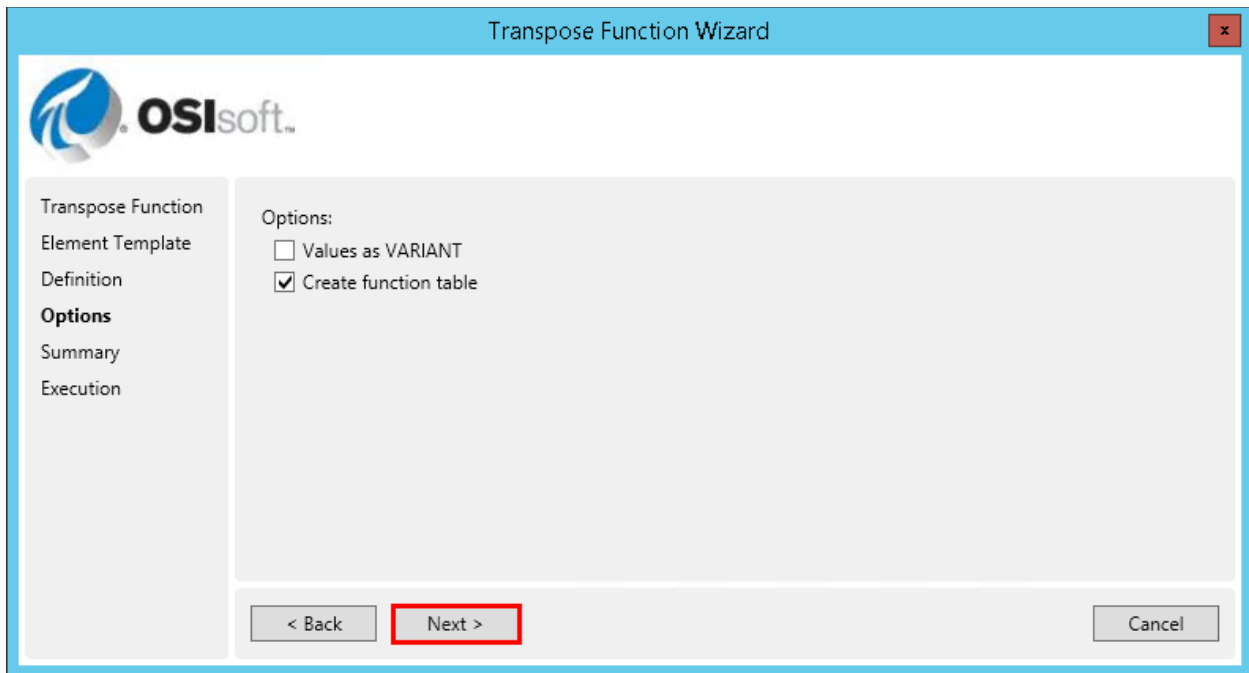 Transpose Function Wizard
x
OSIsoft™
Transpose Function
Element Template
Definition
Options
Summary
Execution
Options:
Values as VARIANT
Create function table
< Back
Next >
Cancel